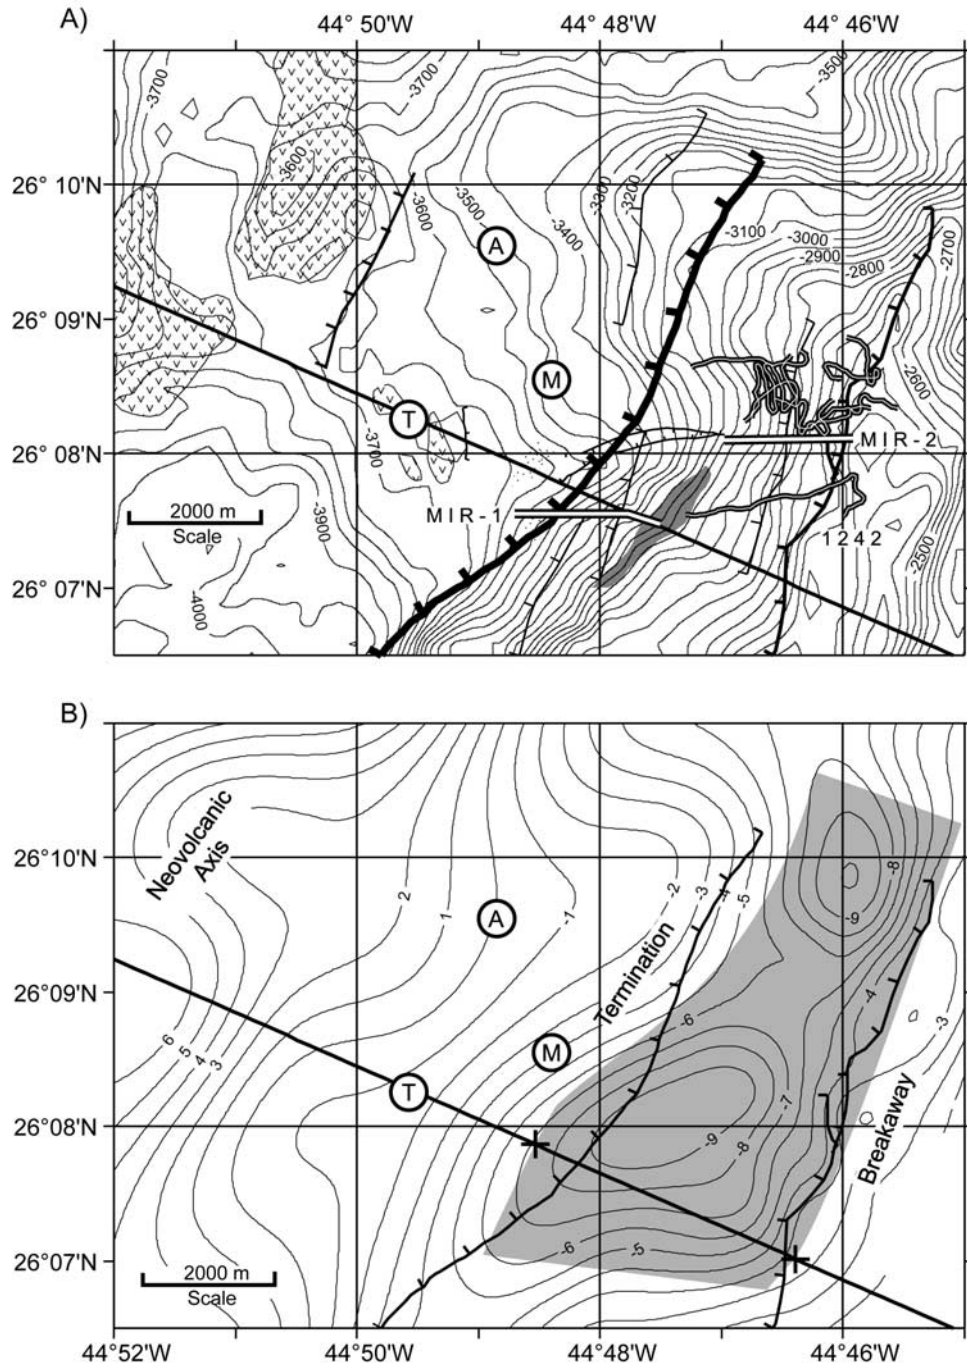 A)
44° 50'W 44° 48'W 44° 46'W
-3500
-3700
-3700
-3600
26° 10'N
-3600
-3500
-3300
-3200
-3400
-3100
-3000
-2900
-2800
-2700
A
26° 09'N
M
-2600
T
-3700
26° 08'N
MIR-2
MIR-1
2000 m
Scale
-3900
1242
-2500
26° 07'N
-4000
B)
Neovolcanic
Axis
26° 10'N
2
1
-1
-2
-3
-4
-5
-8
-9
A
26° 09'N
Termination
-4
-3
6
5
4
3
M
-6
T
-7
26° 08'N
-9
-8
Breakaway
26° 07'N
-6
-5
2000 m
Scale
44° 52'W 44° 50'W 44° 48'W 44° 46'W